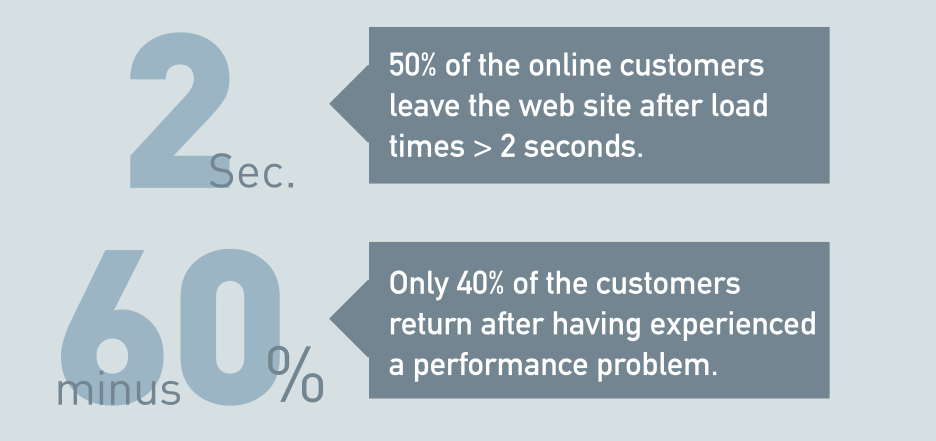 2 Sec.
50% of the online customers
leave the web site after load
times > 2 seconds.
minus 60 %
Only 40% of the customers
return after having experienced
a performance problem.